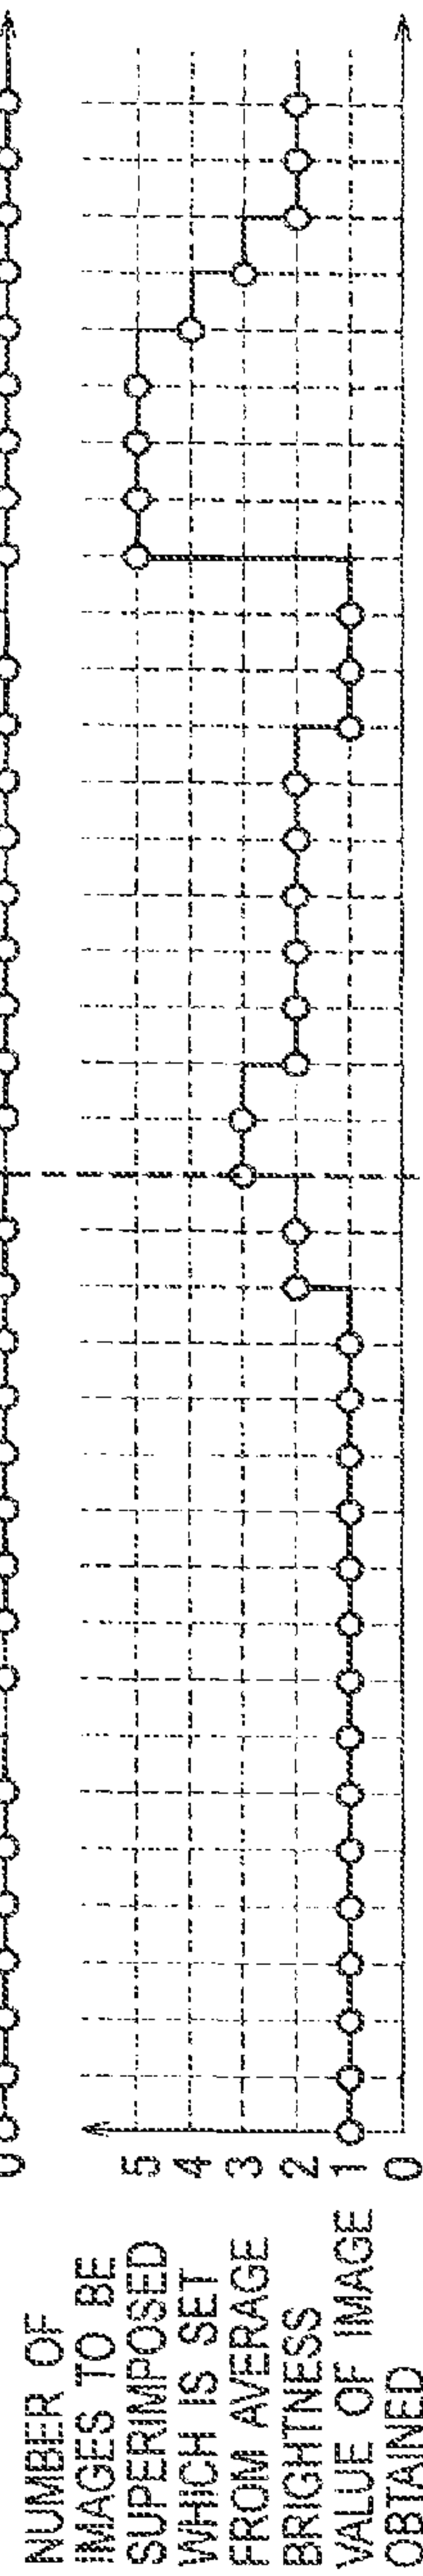 0
NUMBER OF
IMAGES TO BE
SUPERIMPOSED
WHICH IS SET
FROM AVERAGE
BRIGHTNESS
VALUE OF IMAGE
OBTAINED
5
4
3
2
1
0